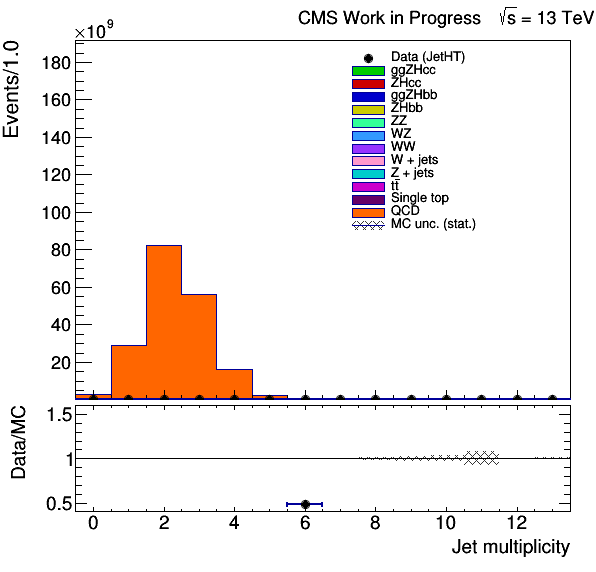 CMS Work in Progress √s = 13 TeV
×10⁹
Events/1.0
180
160
140
120
100
80
60
40
20
Data (JetHT)
ggZHcc
ZHcc
ggZHbb
ZHbb
ZZ
WZ
WW
W + jets
Z + jets
tt̅
Single top
QCD
MC unc. (stat.)
Data/MC
1.5
1
0.5
0 2 4 6 8 10 12
Jet multiplicity